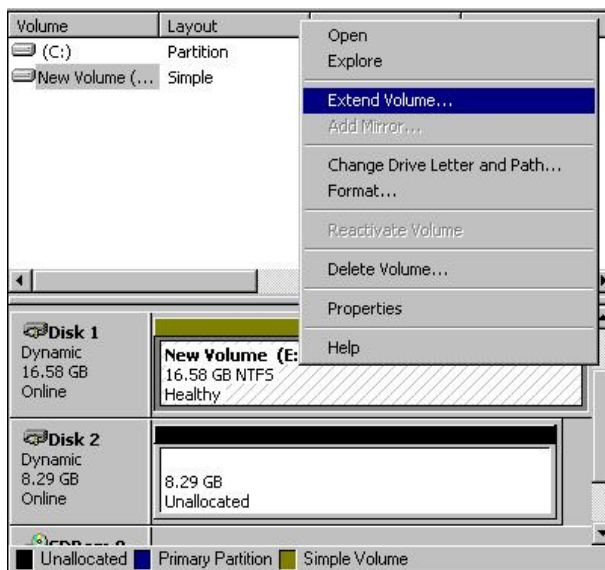 Volume Layout
(C:) Partition
New Volume (... Simple
Open
Explore
Extend Volume...
Add Mirror...
Change Drive Letter and Path...
Format...
Reactivate Volume
Delete Volume...
Properties
Help
Disk 1
Dynamic
16.58 GB
Online
New Volume (E:
16.58 GB NTFS
Healthy
Disk 2
Dynamic
8.29 GB
Online
8.29 GB
Unallocated
Unallocated Primary Partition Simple Volume